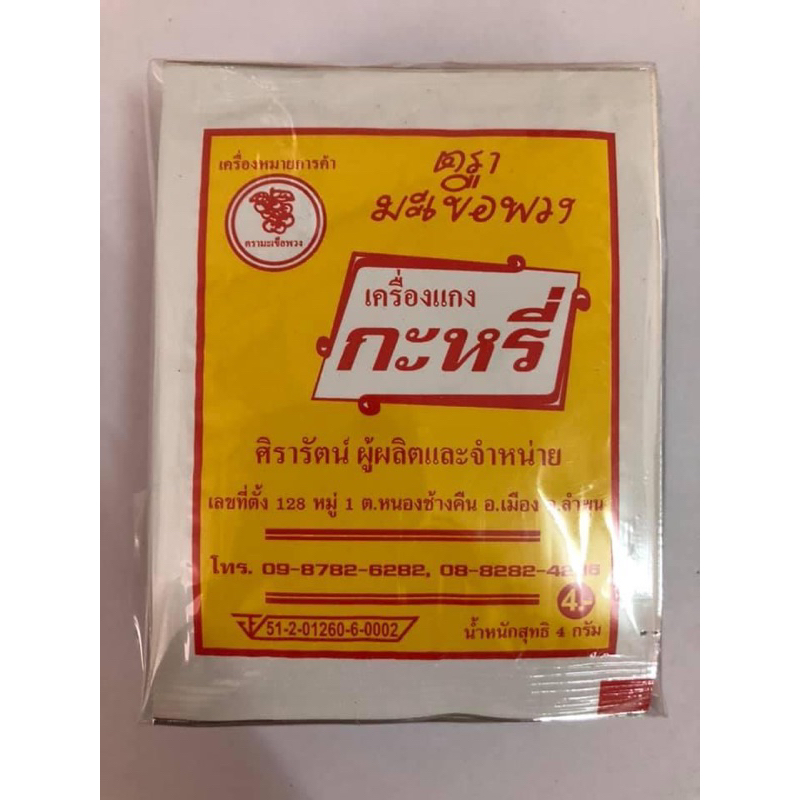 เครื่องหมายการค้า
ตรามะเขือพวง
ตรา
มะเขือพวง
เครื่องแกง
กะหรี่
ศิรารัตน์ ผู้ผลิตและจำหน่าย
เลขที่ตั้ง 128 หมู่ 1 ต.หนองช้างคืน อ.เมือง จ.ลำพูน
โทร. 09-8782-6282, 08-8282-
4.-
51-2-01260-6-0002
น้ำหนักสุทธิ 4 กรัม